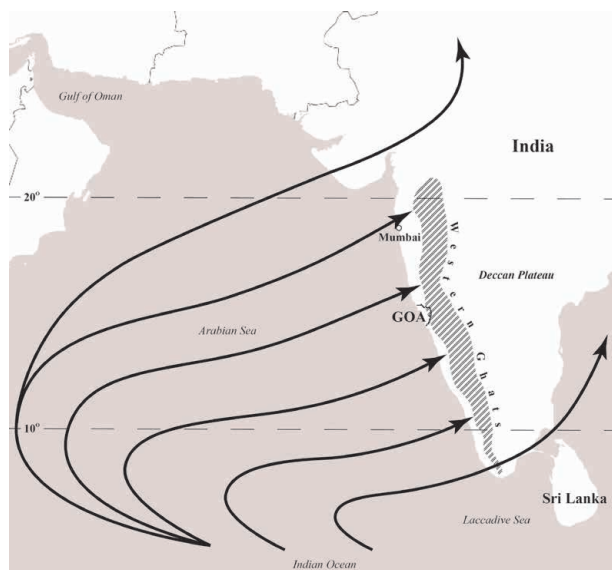 Gulf of Oman
India
20°
Mumbai
Western Ghats
Deccan Plateau
GOA
Arabian Sea
10°
Sri Lanka
Laccadive Sea
Indian Ocean